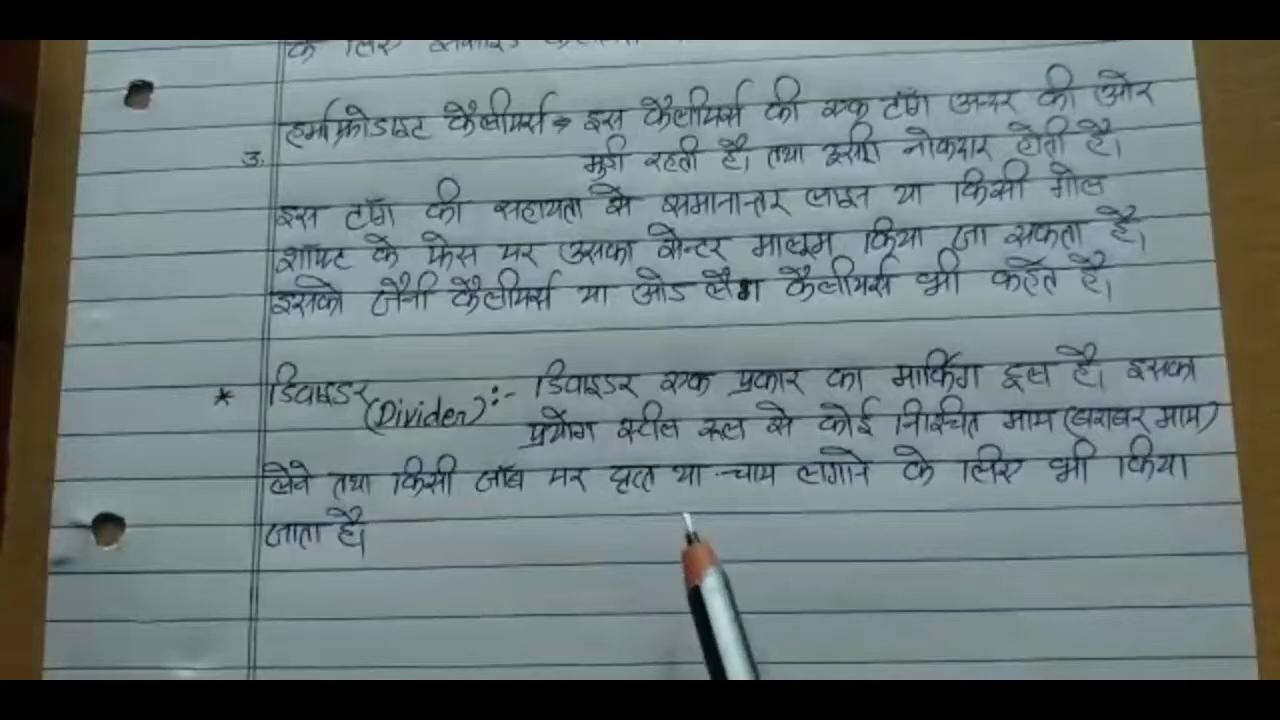 के लिए
हर्माफ्रोडाइट कैलीपर्स → इस कैलीपर्स की एक टाँग अन्दर की ओर
3. मुड़ी रहती है। तथा दूसरी नोकदार होती है।
इस टाँग की सहायता से समानान्तर लाइन या किसी गोल
शॉफ्ट के फेस पर उसका सेन्टर मालूम किया जा सकता है।
इसको जैनी कैलीपर्स या ओड लैग कैलीपर्स भी कहते है।
* डिवाइडर (Divider):- डिवाइडर एक प्रकार का मार्किंग टूल है। इसका
प्रयोग स्टील रूल से कोई निश्चित माप (बराबर माप)
लेने तथा किसी जॉब पर वृत्त या चाप लगाने के लिए भी किया
जाता है।